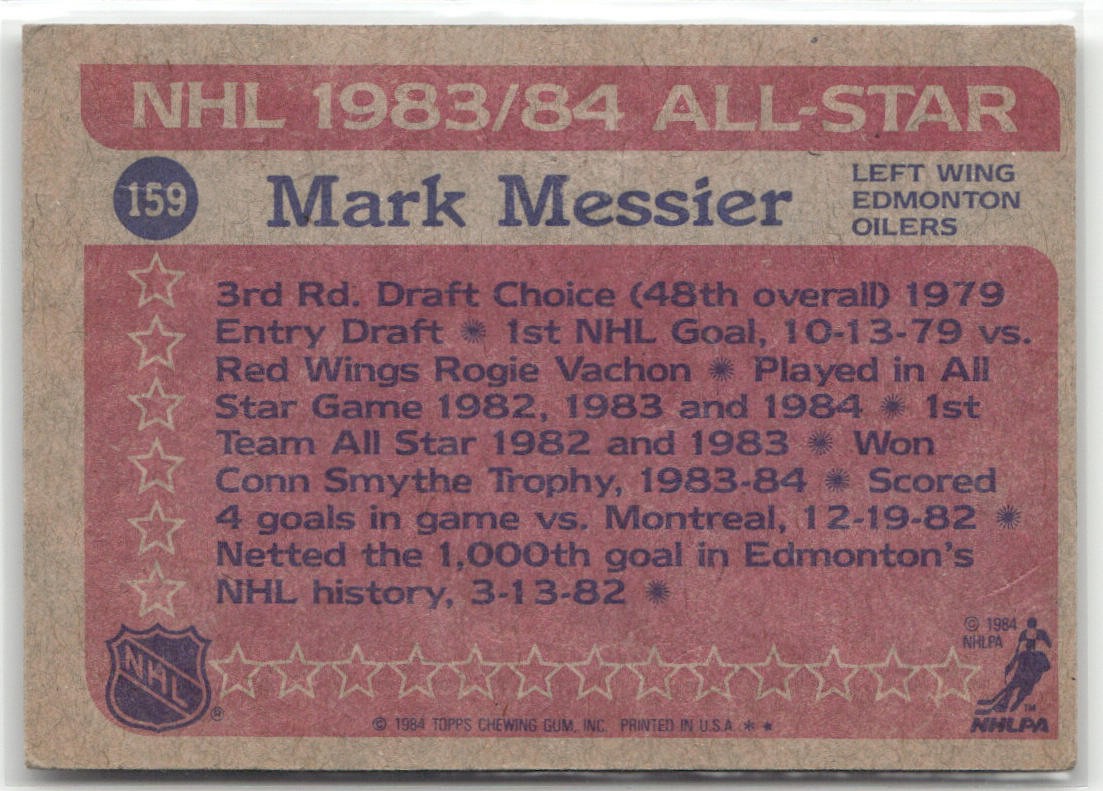 NHL 1983/84 ALL-STAR
159
Mark Messier
LEFT WING
EDMONTON
OILERS
3rd Rd. Draft Choice (48th overall) 1979
Entry Draft ✺ 1st NHL Goal, 10-13-79 vs.
Red Wings Rogie Vachon ✺ Played in All
Star Game 1982, 1983 and 1984 ✺ 1st
Team All Star 1982 and 1983 ✺ Won
Conn Smythe Trophy, 1983-84 ✺ Scored
4 goals in game vs. Montreal, 12-19-82 ✺
Netted the 1,000th goal in Edmonton's
NHL history, 3-13-82 ✺
© 1984
NHLPA
NHL
®
TM
NHLPA
© 1984 TOPPS CHEWING GUM, INC. PRINTED IN U.S.A. * *